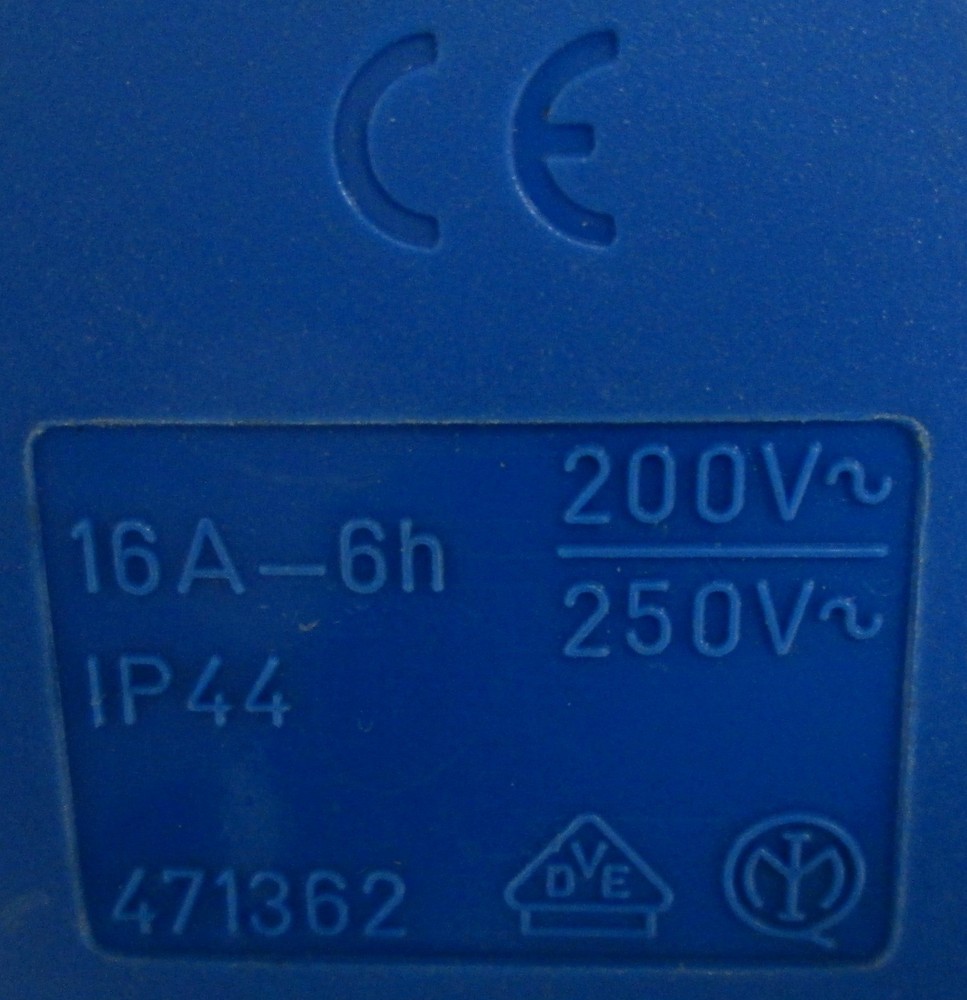 CE
16A–6h
200V~
250V~
IP44
471362
DVE